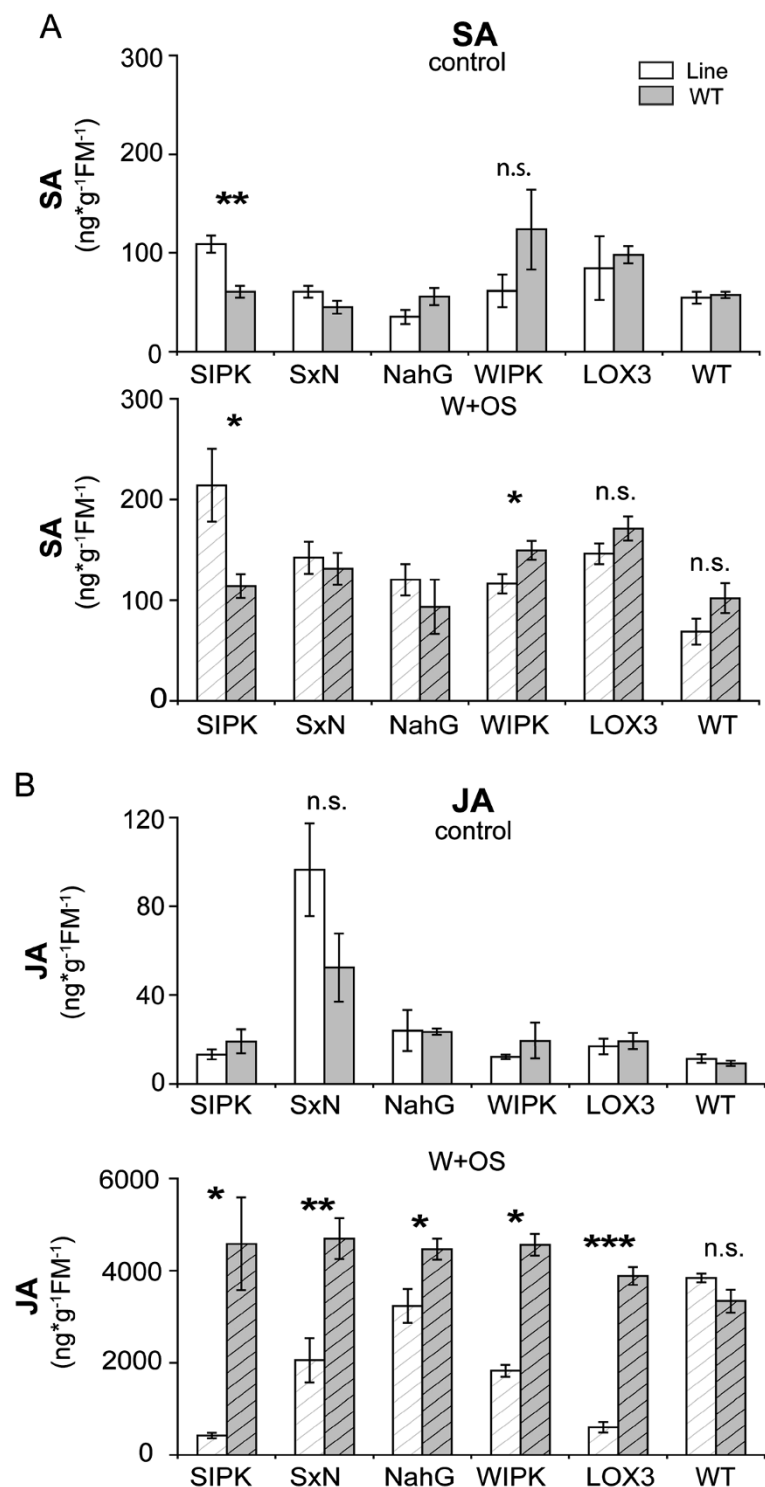 A
SA
control
Line
WT
SA
(ng*g⁻¹FM⁻¹)
300
200
100
0
**
n.s.
SIPK SxN NahG WIPK LOX3 WT
W+OS
SA
(ng*g⁻¹FM⁻¹)
300
200
100
0
*
*
n.s.
n.s.
SIPK SxN NahG WIPK LOX3 WT
B
JA
control
JA
(ng*g⁻¹FM⁻¹)
120
80
40
0
n.s.
SIPK SxN NahG WIPK LOX3 WT
W+OS
JA
(ng*g⁻¹FM⁻¹)
6000
4000
2000
0
*
**
*
*
***
n.s.
SIPK SxN NahG WIPK LOX3 WT